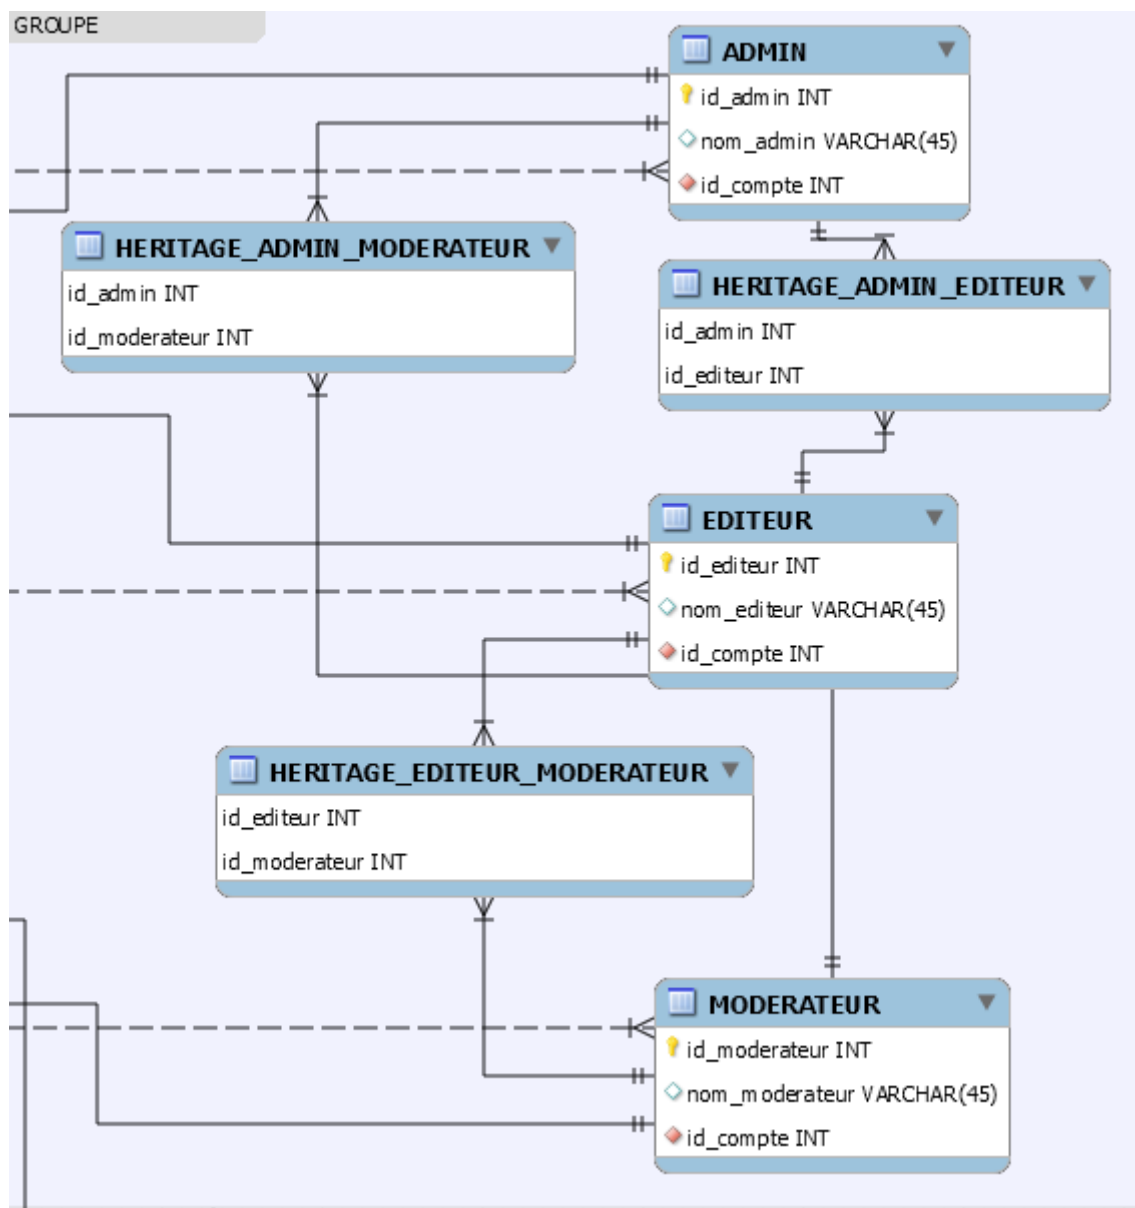 GROUPE
ADMIN
id_admin INT
nom_admin VARCHAR(45)
id_compte INT
HERITAGE_ADMIN_MODERATEUR
id_admin INT
id_moderateur INT
HERITAGE_ADMIN_EDITEUR
id_admin INT
id_editeur INT
EDITEUR
id_editeur INT
nom_editeur VARCHAR(45)
id_compte INT
HERITAGE_EDITEUR_MODERATEUR
id_editeur INT
id_moderateur INT
MODERATEUR
id_moderateur INT
nom_moderateur VARCHAR(45)
id_compte INT